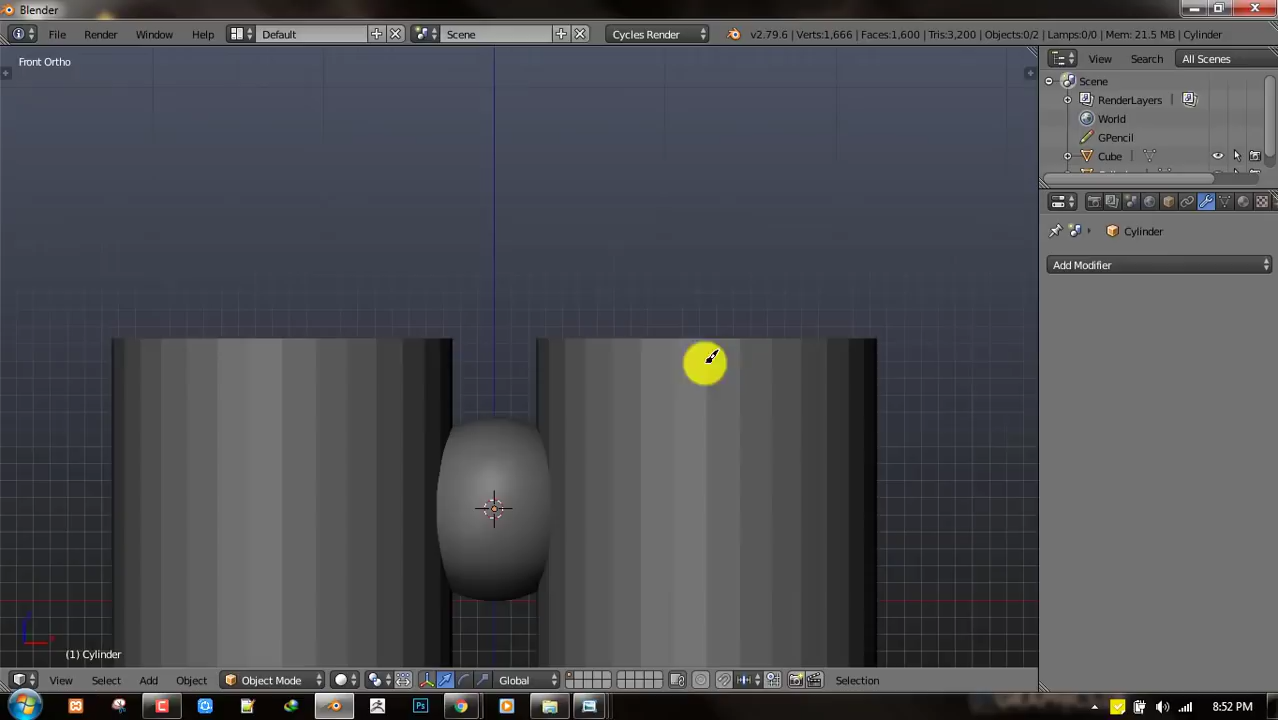 Blender
File Render Window Help Default Scene Cycles Render v2.79.6 | Verts:1,666 | Faces:1,600 | Tris:3,200 | Objects:0/2 | Lamps:0/0 | Mem: 21.5 MB | Cylinder
Front Ortho
View Search All Scenes
Scene
RenderLayers
World
GPencil
Cube
Cylinder
Add Modifier
(1) Cylinder
View Select Add Object Object Mode Global Selection
8:52 PM